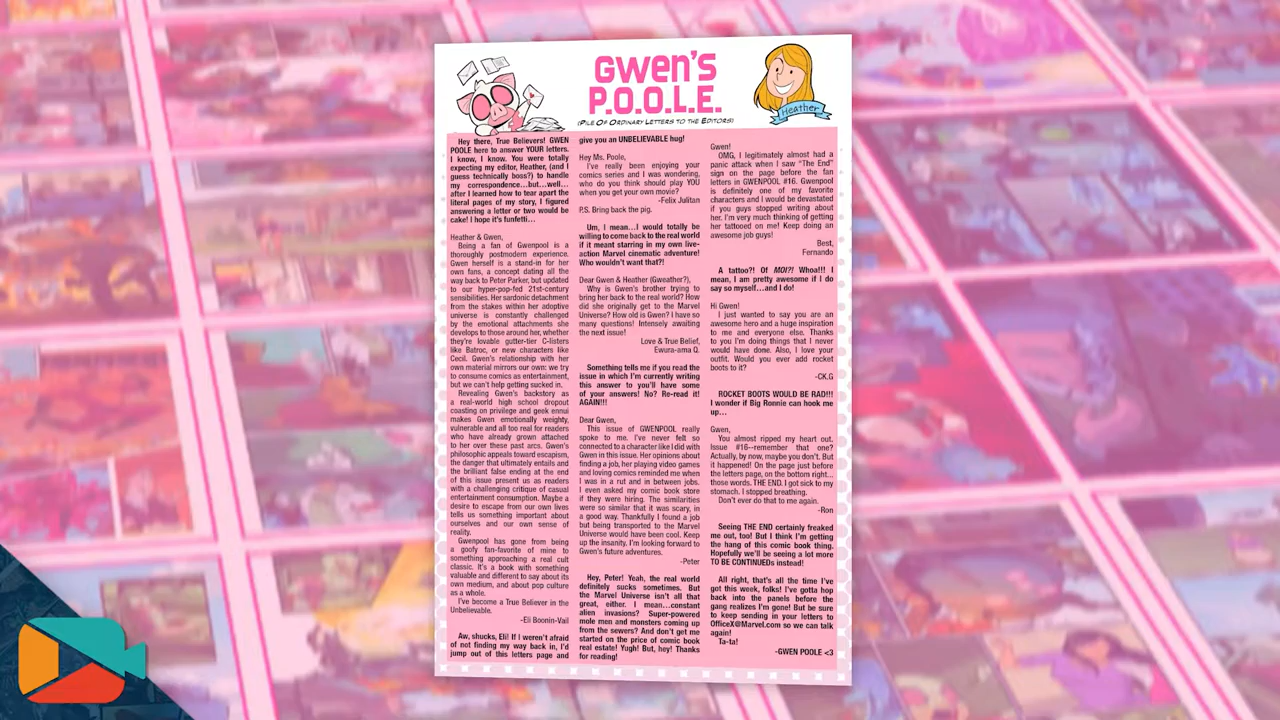 GWEN'S
P.O.O.L.E.
(PILE OF ORDINARY LETTERS TO THE EDITORS)
Heather
Hey there, True Believers! GWEN
POOLE here to answer YOUR letters.
I know, I know. You were totally
expecting my editor, Heather, (and I
guess technically boss?) to handle
my correspondence...but...well...
after I learned how to tear apart the
literal pages of my story, I figured
answering a letter or two would be
cake! I hope it's funfetti...
Heather & Gwen,
Being a fan of Gwenpool is a
thoroughly postmodern experience.
Gwen herself is a stand-in for her
own fans, a concept dating all the
way back to Peter Parker, but updated
to our hyper-pop-fed 21st-century
sensibilities. Her sardonic detachment
from the stakes within her adoptive
universe is constantly challenged
by the emotional attachments she
develops to those around her, whether
they're lovable gutter-tier C-listers
like Batroc, or new characters like
Cecil. Gwen's relationship with her
own material mirrors our own: we try
to consume comics as entertainment,
but we can't help getting sucked in.
Revealing Gwen's backstory as
a real-world high school dropout
coasting on privilege and geek ennui
makes Gwen emotionally weighty,
vulnerable and all too real for readers
who have already grown attached
to her over these past arcs. Gwen's
philosophic appeals toward escapism,
the danger that ultimately entails and
the brilliant false ending at the end
of this issue present us as readers
with a challenging critique of casual
entertainment consumption. Maybe a
desire to escape from our own lives
tells us something important about
ourselves and our own sense of
reality.
Gwenpool has gone from being
a goofy fan-favorite of mine to
something approaching a real cult
classic. It's a book with something
valuable and different to say about its
own medium, and about pop culture
as a whole.
I've become a True Believer in the
Unbelievable.
-Eli Boonin-Vail
Aw, shucks, Eli! If I weren't afraid
of not finding my way back in, I'd
jump out of this letters page and
give you an UNBELIEVABLE hug!
Hey Ms. Poole,
I've really been enjoying your
comics series and I was wondering,
who do you think should play YOU
when you get your own movie?
-Felix Julitan
P.S. Bring back the pig.
Um, I mean...I would totally be
willing to come back to the real world
if it meant starring in my own live-
action Marvel cinematic adventure!
Who wouldn't want that?!
Dear Gwen & Heather (Gweather?),
Why is Gwen's brother trying to
bring her back to the real world? How
did she originally get to the Marvel
Universe? How old is Gwen? I have so
many questions! Intensely awaiting
the next issue!
Love & True Belief,
Ewura-ama Q.
Something tells me if you read the
issue in which I'm currently writing
this answer to you'll have some
of your answers! No? Re-read it!
AGAIN!!!
Dear Gwen,
This issue of GWENPOOL really
spoke to me. I've never felt so
connected to a character like I did with
Gwen in this issue. Her opinions about
finding a job, her playing video games
and loving comics reminded me when
I was in a rut and in between jobs.
I even asked my comic book store
if they were hiring. The similarities
were so similar that it was scary, in
a good way. Thankfully I found a job
but being transported to the Marvel
Universe would have been cool. Keep
up the insanity. I'm looking forward to
Gwen's future adventures.
-Peter
Hey, Peter! Yeah, the real world
definitely sucks sometimes. But
the Marvel Universe isn't all that
great, either. I mean...constant
alien invasions? Super-powered
mole men and monsters coming up
from the sewers? And don't get me
started on the price of comic book
real estate! Yugh! But, hey! Thanks
for reading!
Gwen!
OMG, I legitimately almost had a
panic attack when I saw "The End"
sign on the page before the fan
letters in GWENPOOL #16. Gwenpool
is definitely one of my favorite
characters and I would be devastated
if you guys stopped writing about
her. I'm very much thinking of getting
her tattooed on me! Keep doing an
awesome job guys!
Best,
Fernando
A tattoo?! Of MOI?! Whoa!!! I
mean, I am pretty awesome if I do
say so myself...and I do!
Hi Gwen!
I just wanted to say you are an
awesome hero and a huge inspiration
to me and everyone else. Thanks
to you I'm doing things that I never
would have done. Also, I love your
outfit. Would you ever add rocket
boots to it?
-CK.G
ROCKET BOOTS WOULD BE RAD!!!
I wonder if Big Ronnie can hook me
up...
Gwen,
You almost ripped my heart out.
Issue #16--remember that one?
Actually, by now, maybe you don't. But
it happened! On the page just before
the letters page, on the bottom right...
those words. THE END. I got sick to my
stomach. I stopped breathing.
Don't ever do that to me again.
-Ron
Seeing THE END certainly freaked
me out, too! But I think I'm getting
the hang of this comic book thing.
Hopefully we'll be seeing a lot more
TO BE CONTINUEDs instead!
All right, that's all the time I've
got this week, folks! I've gotta hop
back into the panels before the
gang realizes I'm gone! But be sure
to keep sending in your letters to
OfficeX@Marvel.com so we can talk
again!
Ta-ta!
-GWEN POOLE <3